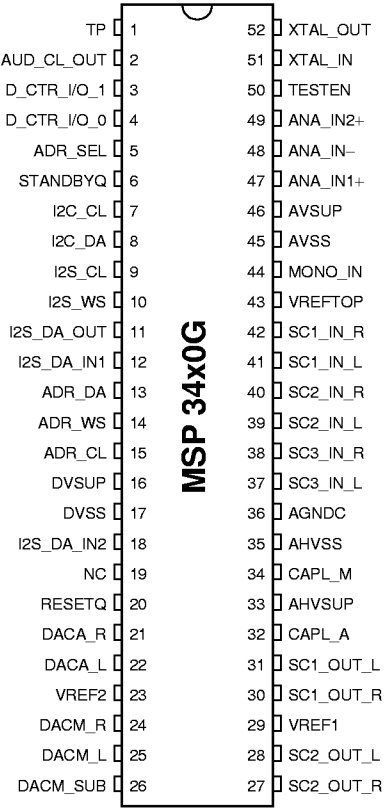 TP 1 52 XTAL_OUT
AUD_CL_OUT 2 51 XTAL_IN
D_CTR_I/O_1 3 50 TESTEN
D_CTR_I/O_0 4 49 ANA_IN2+
ADR_SEL 5 48 ANA_IN–
STANDBYQ 6 47 ANA_IN1+
I2C_CL 7 46 AVSUP
I2C_DA 8 45 AVSS
I2S_CL 9 44 MONO_IN
I2S_WS 10 43 VREFTOP
I2S_DA_OUT 11 42 SC1_IN_R
I2S_DA_IN1 12 41 SC1_IN_L
ADR_DA 13 40 SC2_IN_R
ADR_WS 14 39 SC2_IN_L
ADR_CL 15 38 SC3_IN_R
DVSUP 16 37 SC3_IN_L
DVSS 17 36 AGNDC
I2S_DA_IN2 18 35 AHVSS
NC 19 34 CAPL_M
RESETQ 20 33 AHVSUP
DACA_R 21 32 CAPL_A
DACA_L 22 31 SC1_OUT_L
VREF2 23 30 SC1_OUT_R
DACM_R 24 29 VREF1
DACM_L 25 28 SC2_OUT_L
DACM_SUB 26 27 SC2_OUT_R
MSP 34x0G